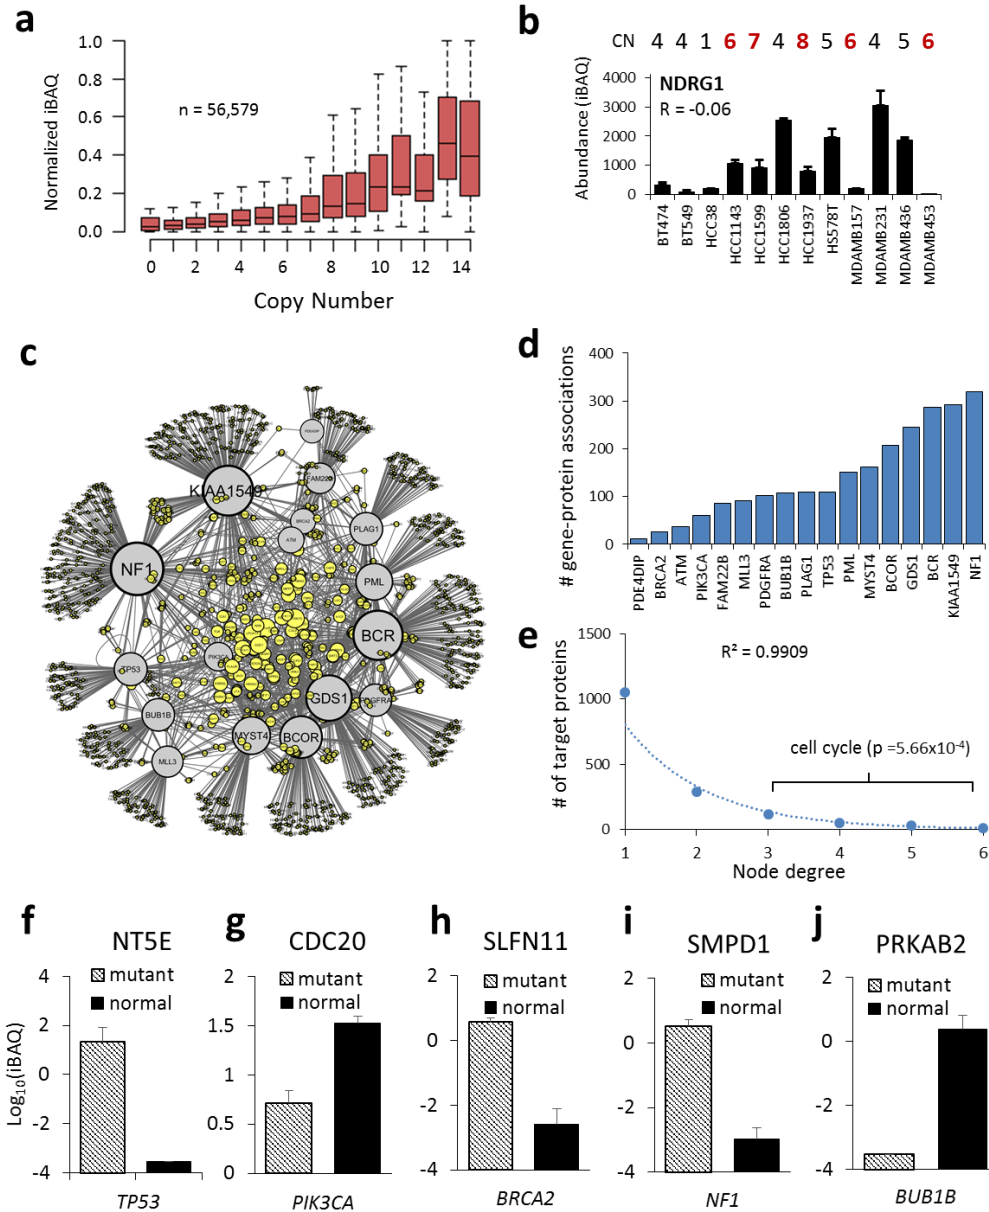 a
Normalized iBAQ
1.0
0.8
0.6
0.4
0.2
0.0
n = 56,579
0 2 4 6 8 10 12 14
Copy Number
b
CN 4 4 1 6 7 4 8 5 6 4 5 6
Abundance (iBAQ)
4000
3000
2000
1000
0
NDRG1
R = -0.06
BT474
BT549
HCC38
HCC1143
HCC1599
HCC1806
HCC1937
HS578T
MDAMB157
MDAMB231
MDAMB436
MDAMB453
c
PDE4DIP
KIAA1549
FAM22B
BRCA2
ATM
PLAG1
NF1
PML
BCR
PIK3CA
TP53
GDS1
PDGFRA
BUB1B
MYST4
BCOR
MLL3
d
# gene-protein associations
400
300
200
100
0
PDE4DIP
BRCA2
ATM
PIK3CA
FAM22B
MLL3
PDGFRA
BUB1B
PLAG1
TP53
PML
MYST4
BCOR
GDS1
BCR
KIAA1549
NF1
e
# of target proteins
1500
1000
500
0
R² = 0.9909
cell cycle (p =5.66x10⁻⁴)
1 2 3 4 5 6
Node degree
f
NT5E
Log₁₀(iBAQ)
4
2
0
-2
-4
mutant
normal
TP53
g
CDC20
2
1.5
1
0.5
0
mutant
normal
PIK3CA
h
SLFN11
2
0
-2
-4
mutant
normal
BRCA2
i
SMPD1
2
0
-2
-4
mutant
normal
NF1
j
PRKAB2
2
0
-2
-4
mutant
normal
BUB1B